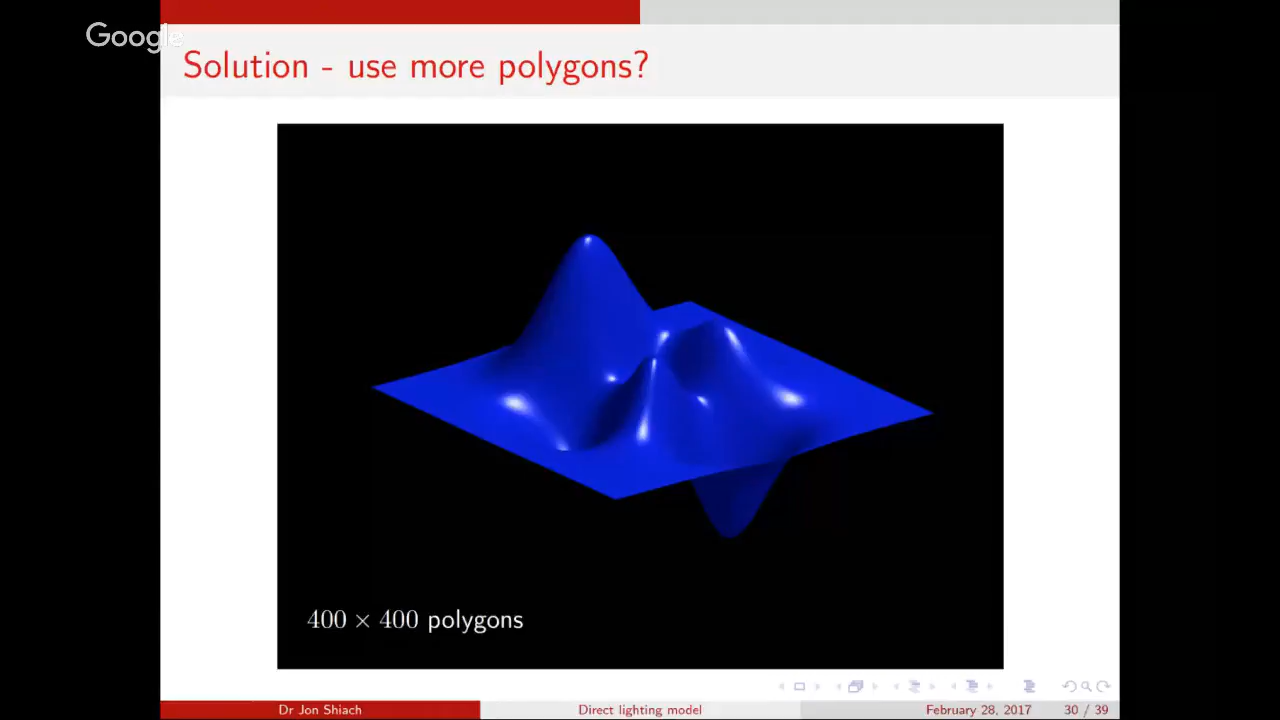 Google
Solution - use more polygons?
400 × 400 polygons
Dr Jon Shiach
Direct lighting model
February 28, 2017
30 / 39